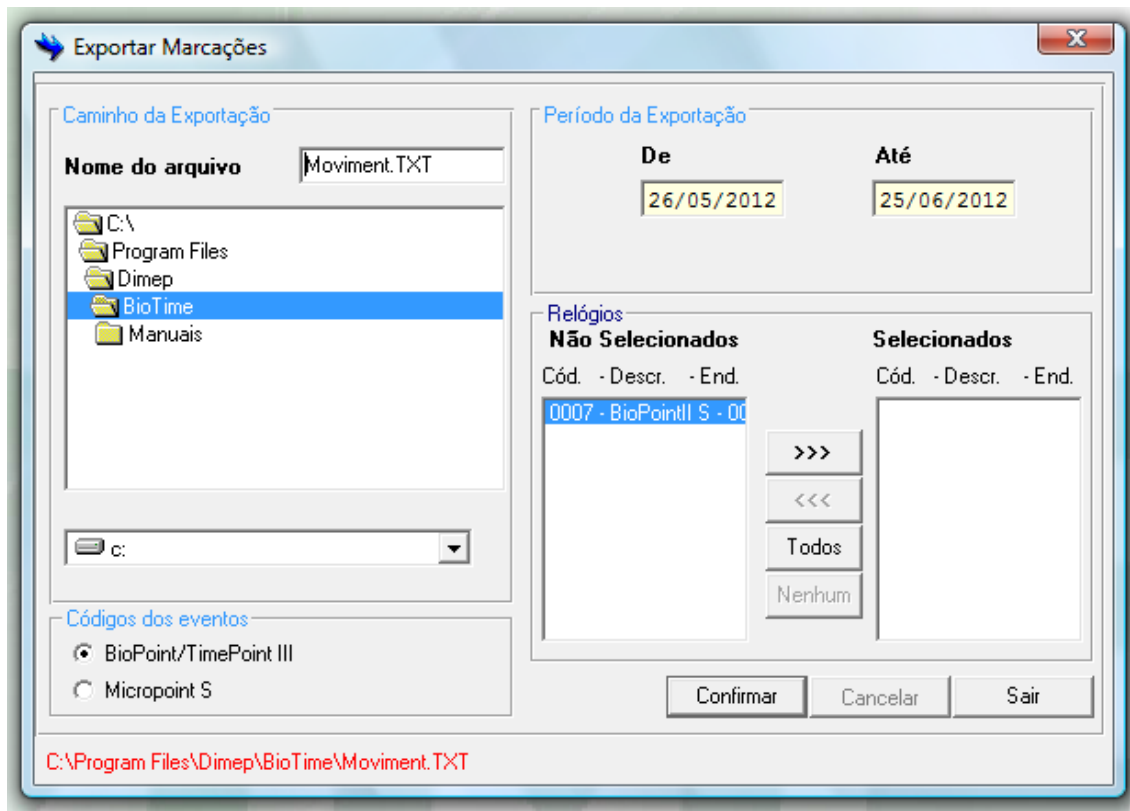 Exportar Marcações
Caminho da Exportação
Nome do arquivo Moviment.TXT
C:\
Program Files
Dimep
BioTime
Manuais
c:
Códigos dos eventos
BioPoint/TimePoint III
Micropoint S
Período da Exportação
De Até
26/05/2012 25/06/2012
Relógios
Não Selecionados Selecionados
Cód. - Descr. - End. Cód. - Descr. - End.
0007 - BioPointII S - 00
>>>
<<<
Todos
Nenhum
Confirmar Cancelar Sair
C:\Program Files\Dimep\BioTime\Moviment.TXT